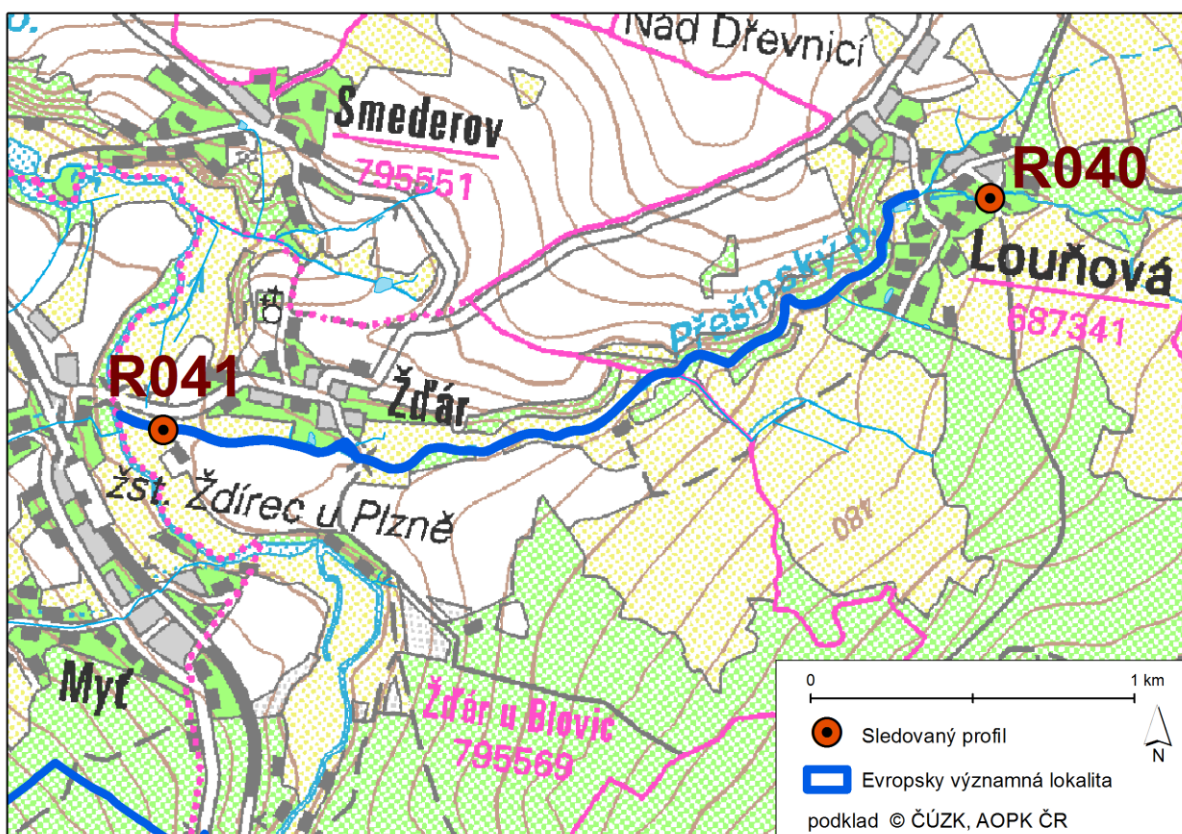 Nad Dřevnicí
Smederov
795551
R040
Louňová
687341
Přešínský p.
R041
Žďár
žst. Ždírec u Plzně
480
Myť
Žďár u Blovic
795569
0 1 km
Sledovaný profil
N
Evropsky významná lokalita
podklad © ČÚZK, AOPK ČR